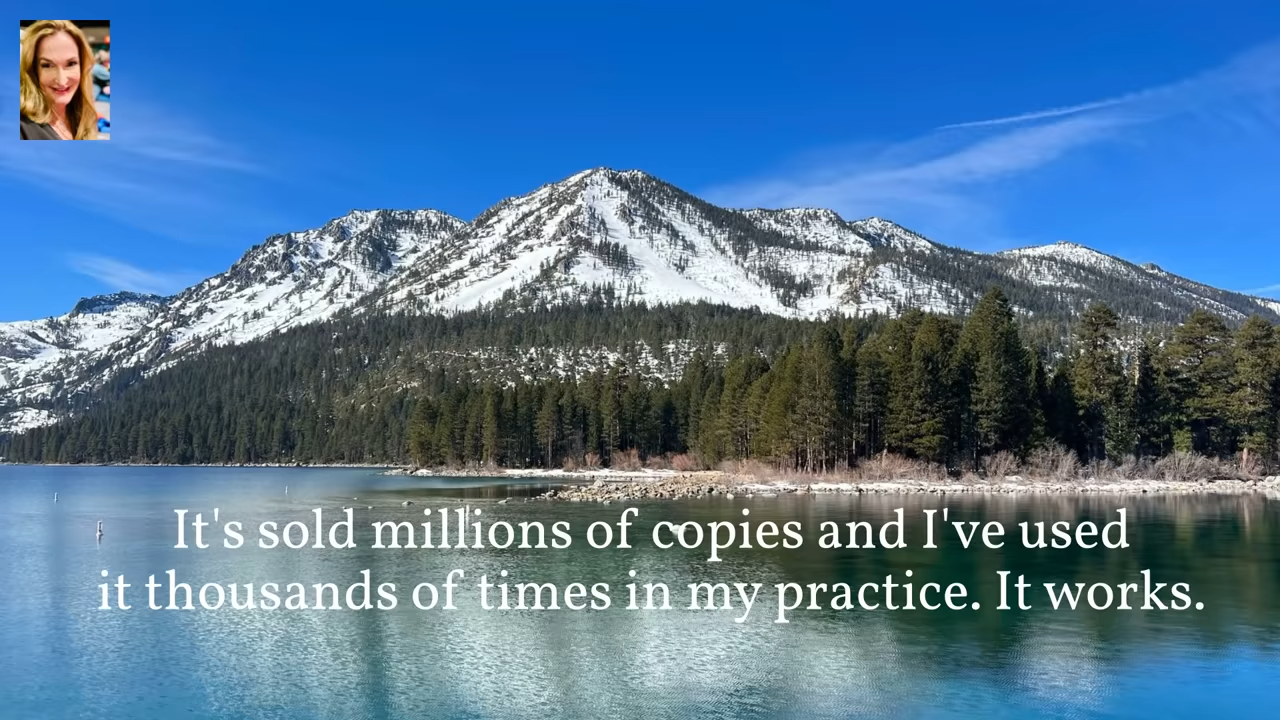 It's sold millions of copies and I've used
it thousands of times in my practice. It works.